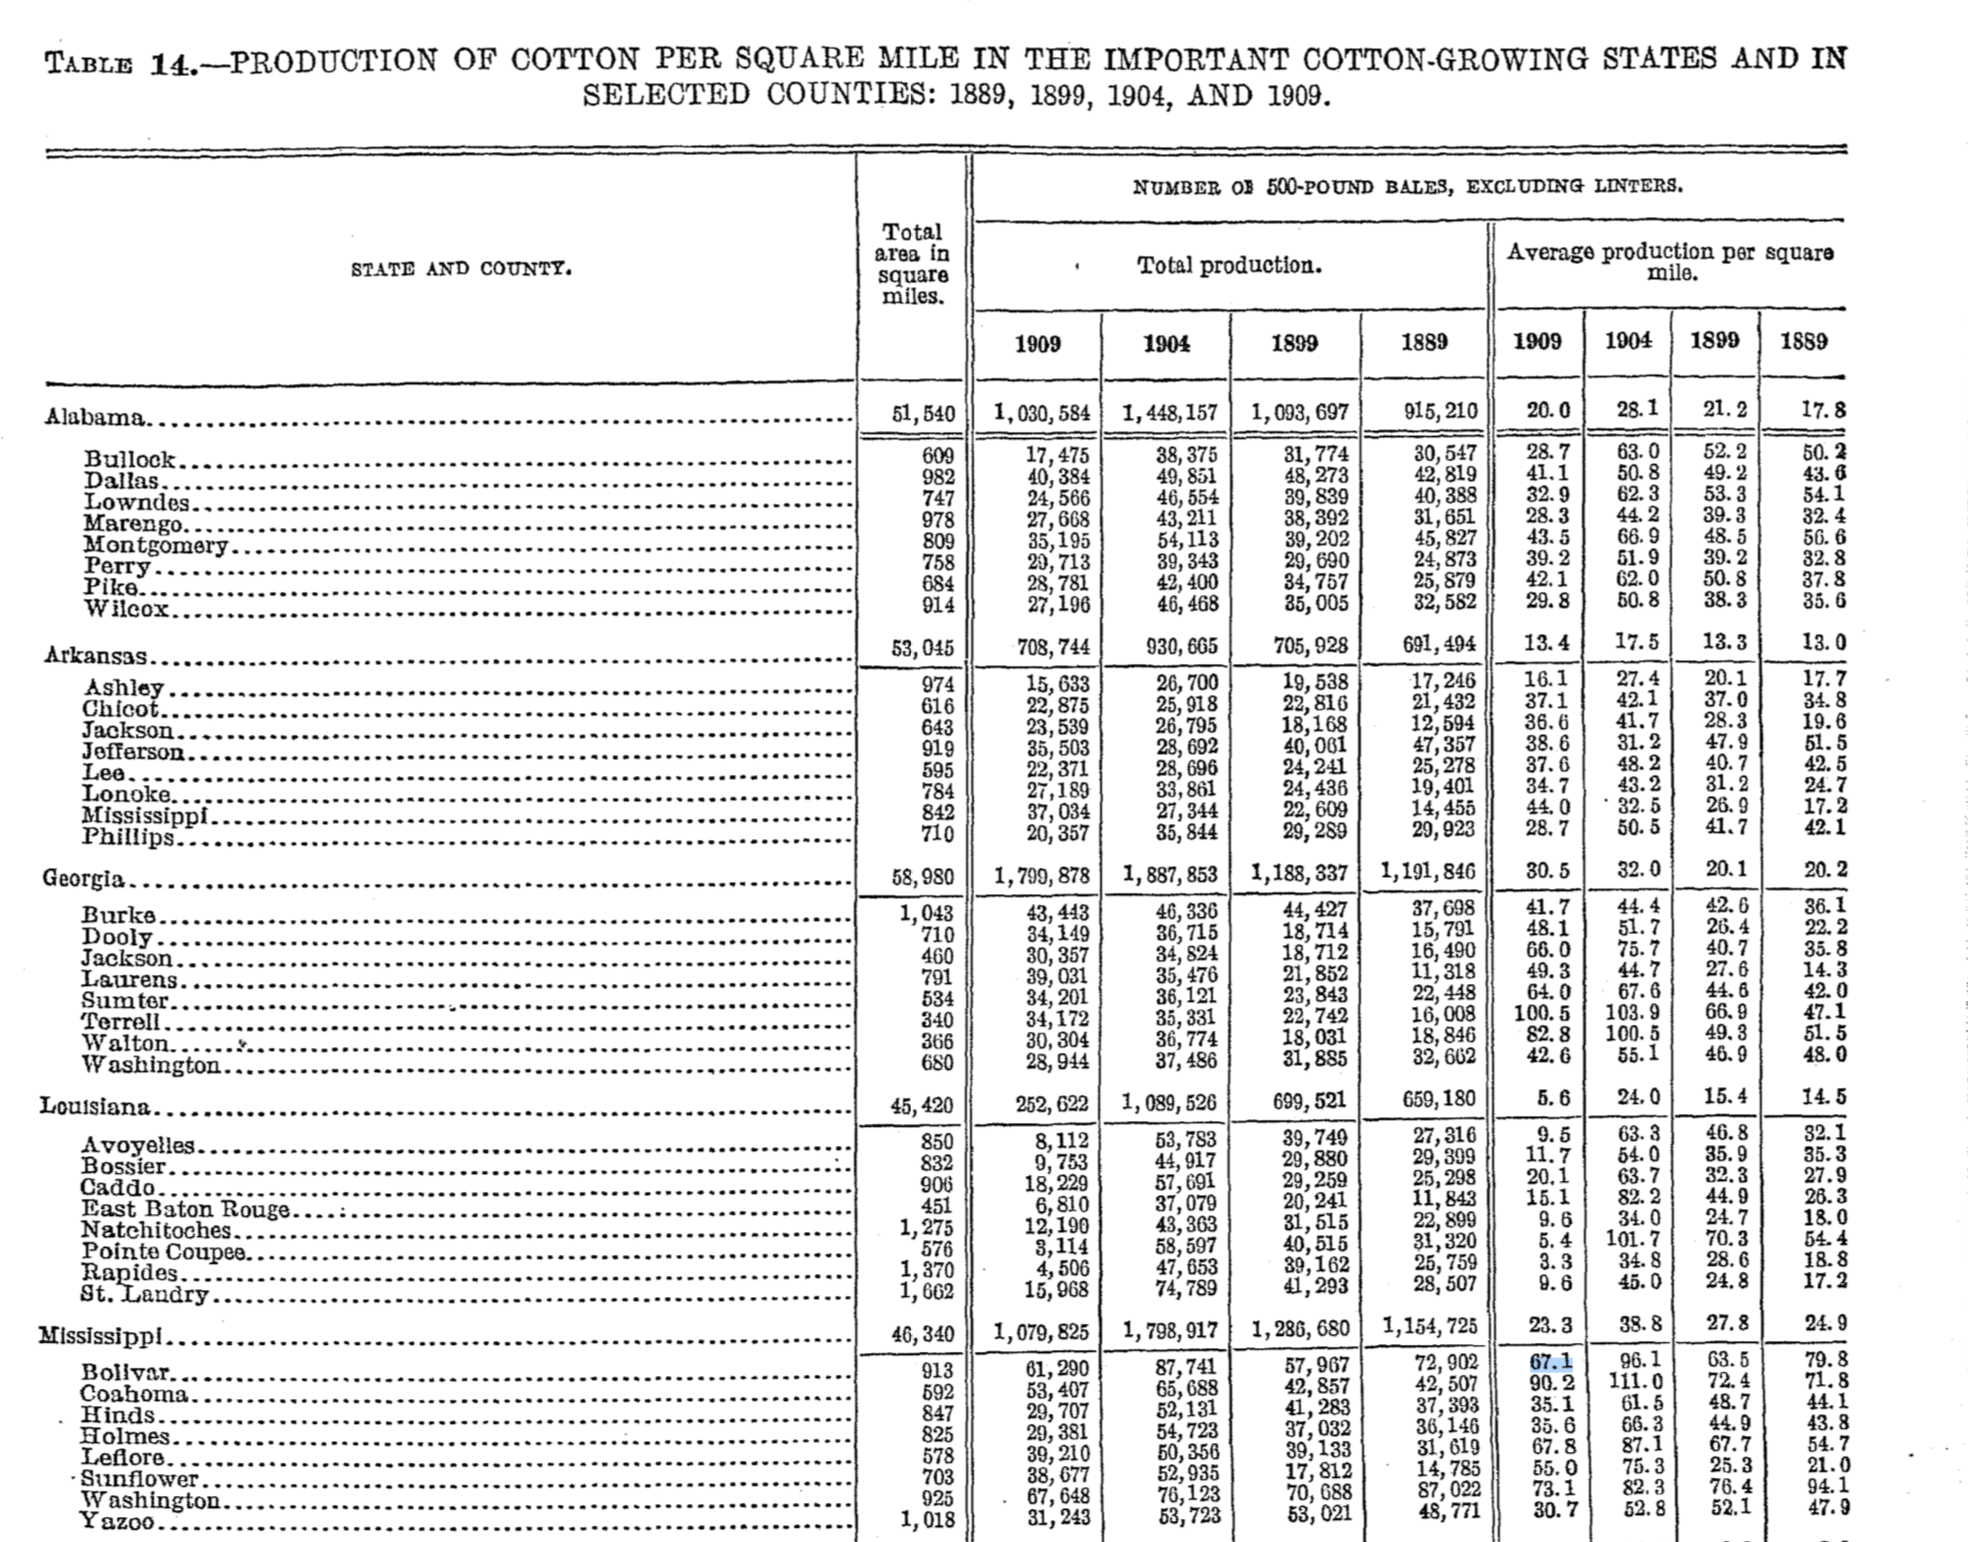 TABLE 14.—PRODUCTION OF COTTON PER SQUARE MILE IN THE IMPORTANT COTTON-GROWING STATES AND IN
SELECTED COUNTIES: 1889, 1899, 1904, AND 1909.
STATE AND COUNTY.
Total
area in
square
miles.
NUMBER OF 500-POUND BALES, EXCLUDING LINTERS.
Total production.
Average production per square
mile.
1909 1904 1899 1889 1909 1904 1899 1889
Alabama 51,540 1,030,584 1,448,157 1,093,697 915,210 20.0 28.1 21.2 17.8
Bullock 609 17,475 38,375 31,774 30,547 28.7 63.0 52.2 50.2
Dallas 982 40,384 49,851 48,273 42,819 41.1 50.8 49.2 43.6
Lowndes 747 24,566 46,554 39,839 40,388 32.9 62.3 53.3 54.1
Marengo 978 27,668 43,211 38,392 31,651 28.3 44.2 39.3 32.4
Montgomery 809 35,195 54,113 39,202 45,827 43.5 66.9 48.5 56.6
Perry 758 29,713 39,343 29,690 24,873 39.2 51.9 39.2 32.8
Pike 684 28,781 42,400 34,757 25,879 42.1 62.0 50.8 37.8
Wilcox 914 27,196 46,468 35,005 32,582 29.8 50.8 38.3 35.6
Arkansas 53,045 708,744 930,665 705,928 691,494 13.4 17.5 13.3 13.0
Ashley 974 15,633 26,700 19,538 17,246 16.1 27.4 20.1 17.7
Chicot 616 22,875 25,918 22,816 21,432 37.1 42.1 37.0 34.8
Jackson 643 23,539 26,795 18,168 12,594 36.6 41.7 28.3 19.6
Jefferson 919 35,503 28,692 40,061 47,357 38.6 31.2 47.9 51.5
Lee 595 22,371 28,696 24,241 25,278 37.6 48.2 40.7 42.5
Lonoke 784 27,189 33,861 24,436 19,401 34.7 43.2 31.2 24.7
Mississippi 842 37,034 27,344 22,609 14,455 44.0 32.5 26.9 17.2
Phillips 710 20,357 35,844 29,289 29,923 28.7 50.5 41.7 42.1
Georgia 58,980 1,799,878 1,887,853 1,188,337 1,191,846 30.5 32.0 20.1 20.2
Burke 1,043 43,443 46,336 44,427 37,698 41.7 44.4 42.6 36.1
Dooly 710 34,149 36,715 18,714 15,791 48.1 51.7 26.4 22.2
Jackson 460 30,357 34,824 18,712 16,490 66.0 75.7 40.7 35.8
Laurens 791 39,031 35,476 21,852 11,318 49.3 44.7 27.6 14.3
Sumter 534 34,201 36,121 23,843 22,448 64.0 67.6 44.6 42.0
Terrell 340 34,172 35,331 22,742 16,008 100.5 103.9 66.9 47.1
Walton 366 30,304 36,774 18,031 18,846 82.8 100.5 49.3 51.5
Washington 680 28,944 37,486 31,885 32,662 42.6 55.1 46.9 48.0
Louisiana 45,420 252,622 1,089,526 699,521 659,180 5.6 24.0 15.4 14.5
Avoyelles 850 8,112 53,783 39,749 27,316 9.5 63.3 46.8 32.1
Bossier 832 9,753 44,917 29,880 29,399 11.7 54.0 35.9 35.3
Caddo 906 18,229 57,691 29,259 25,298 20.1 63.7 32.3 27.9
East Baton Rouge 451 6,810 37,079 20,241 11,843 15.1 82.2 44.9 26.3
Natchitoches 1,275 12,190 43,363 31,515 22,899 9.6 34.0 24.7 18.0
Pointe Coupee 576 3,114 58,597 40,515 31,320 5.4 101.7 70.3 54.4
Rapides 1,370 4,506 47,653 39,162 25,759 3.3 34.8 28.6 18.8
St. Landry 1,662 15,968 74,789 41,293 28,507 9.6 45.0 24.8 17.2
Mississippi 46,340 1,079,825 1,798,917 1,286,680 1,154,725 23.3 38.8 27.8 24.9
Bolivar 913 61,290 87,741 57,967 72,902 67.1 96.1 63.5 79.8
Coahoma 592 53,407 65,688 42,857 42,507 90.2 111.0 72.4 71.8
Hinds 847 29,707 52,131 41,283 37,393 35.1 61.5 48.7 44.1
Holmes 825 29,381 54,723 37,032 36,146 35.6 66.3 44.9 43.8
Leflore 578 39,210 50,356 39,133 31,619 67.8 87.1 67.7 54.7
Sunflower 703 38,677 52,935 17,812 14,785 55.0 75.3 25.3 21.0
Washington 925 67,648 76,123 70,688 87,022 73.1 82.3 76.4 94.1
Yazoo 1,018 31,243 53,723 53,021 48,771 30.7 52.8 52.1 47.9